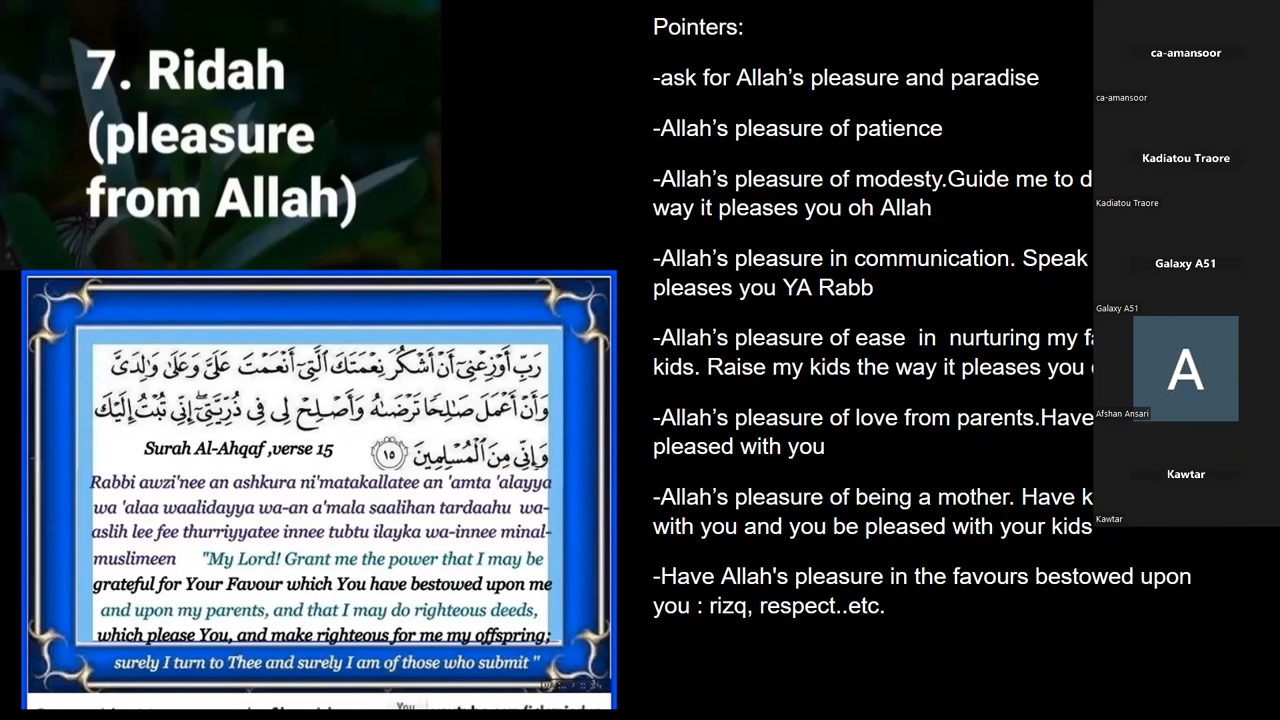 7. Ridah
(pleasure
from Allah)
رَبِّ أَوْزِعْنِىٓ أَنْ أَشْكُرَ نِعْمَتَكَ ٱلَّتِىٓ أَنْعَمْتَ عَلَىَّ وَعَلَىٰ وَٰلِدَىَّ
وَأَنْ أَعْمَلَ صَٰلِحًا تَرْضَىٰهُ وَأَصْلِحْ لِى فِى ذُرِّيَّتِىٓ ۖ إِنِّى تُبْتُ إِلَيْكَ
وَإِنِّى مِنَ ٱلْمُسْلِمِينَ ١٥
Surah Al-Ahqaf ,verse 15
Rabbi awzi'nee an ashkura ni'matakallatee an 'amta 'alayya
wa 'alaa waalidayya wa-an a'mala saalihan tardaahu wa-
aslih lee fee thurriyyatee innee tubtu ilayka wa-innee minal-
muslimeen "My Lord! Grant me the power that I may be
grateful for Your Favour which You have bestowed upon me
and upon my parents, and that I may do righteous deeds,
which please You, and make righteous for me my offspring;
surely I turn to Thee and surely I am of those who submit "
Pointers:
-ask for Allah’s pleasure and paradise
-Allah’s pleasure of patience
-Allah’s pleasure of modesty.Guide me to d
way it pleases you oh Allah
-Allah’s pleasure in communication. Speak
pleases you YA Rabb
-Allah’s pleasure of ease in nurturing my fa
kids. Raise my kids the way it pleases you
-Allah’s pleasure of love from parents.Have
pleased with you
-Allah’s pleasure of being a mother. Have k
with you and you be pleased with your kids
-Have Allah's pleasure in the favours bestowed upon
you : rizq, respect..etc.
ca-amansoor
ca-amansoor
Kadiatou Traore
Kadiatou Traore
Galaxy A51
Galaxy A51
A
Afshan Ansari
Kawtar
Kawtar